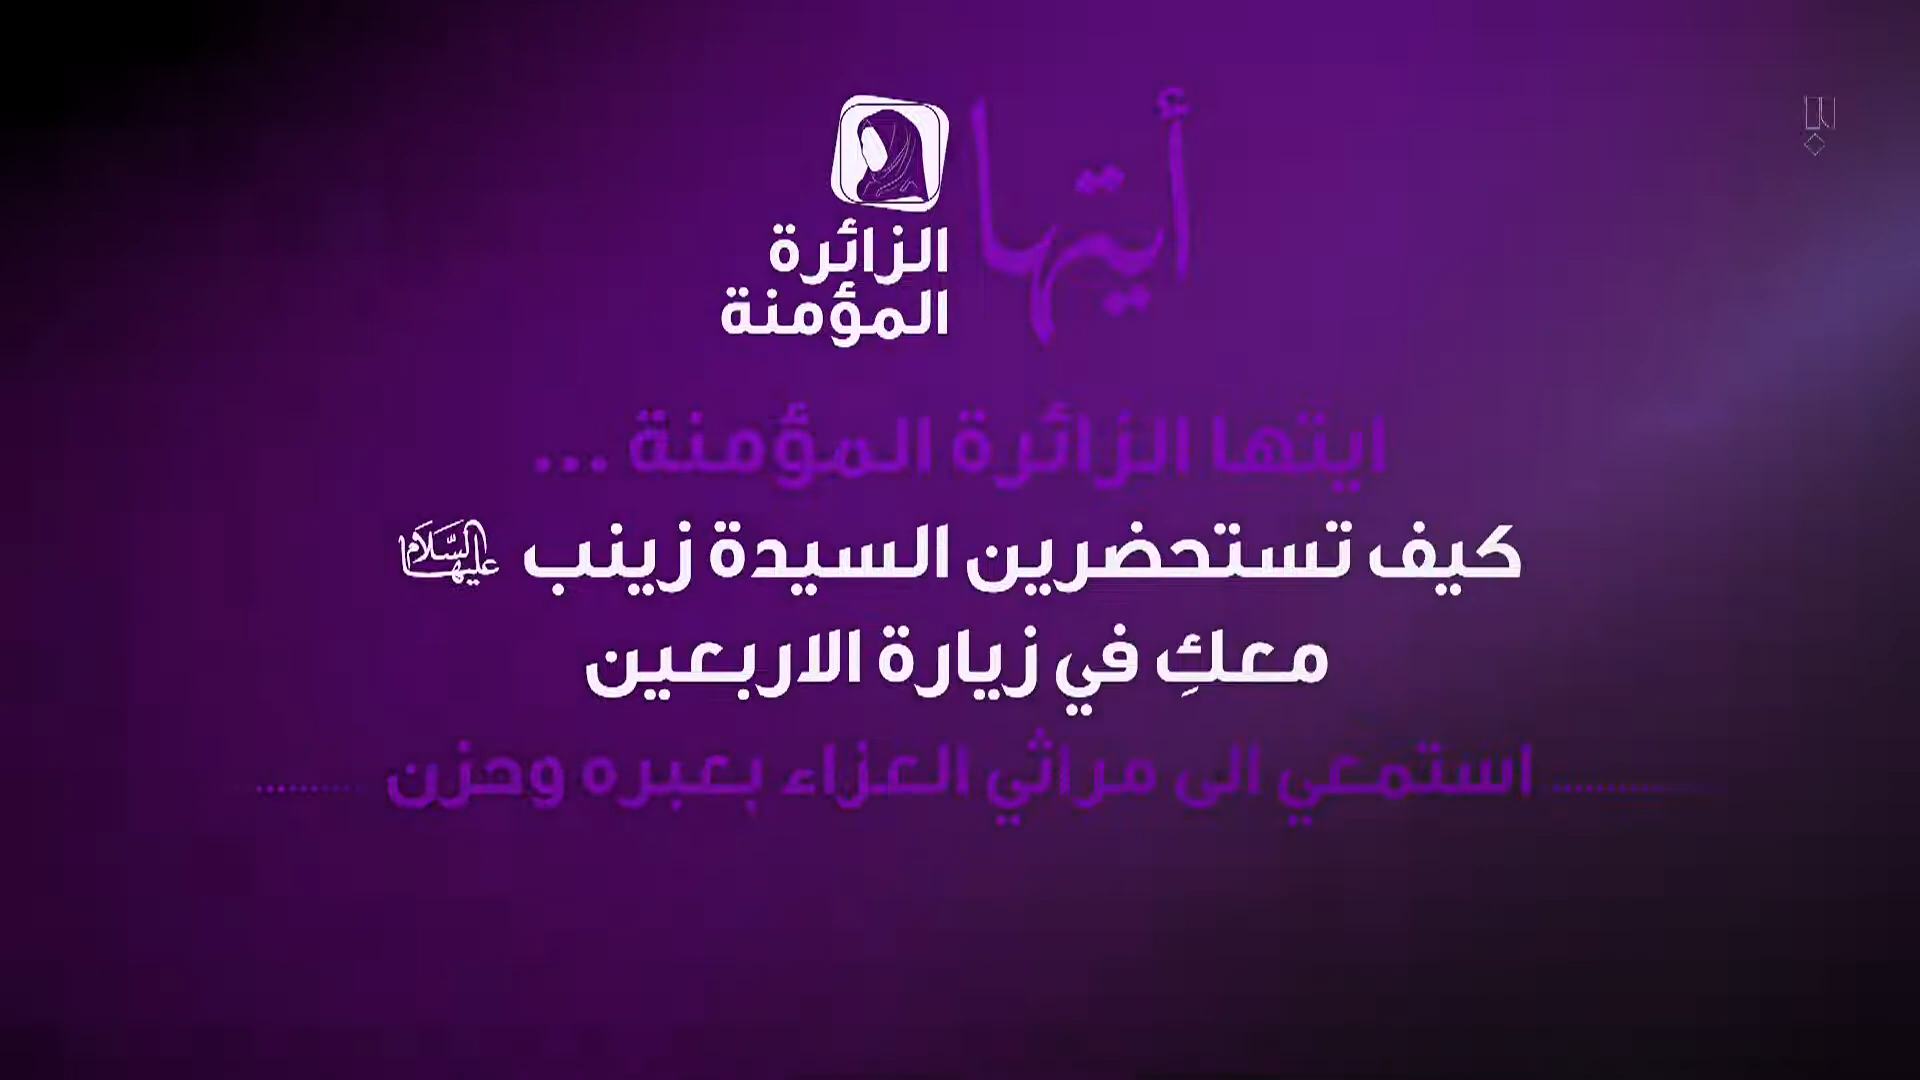 أيتها
الزائرة
المؤمنة
ايتها الزائرة المؤمنة ...
كيف تستحضرين السيدة زينب عليها السلام
معكِ في زيارة الاربعين
......... استمعي الى مراثي العزاء بعبره وحزن .........